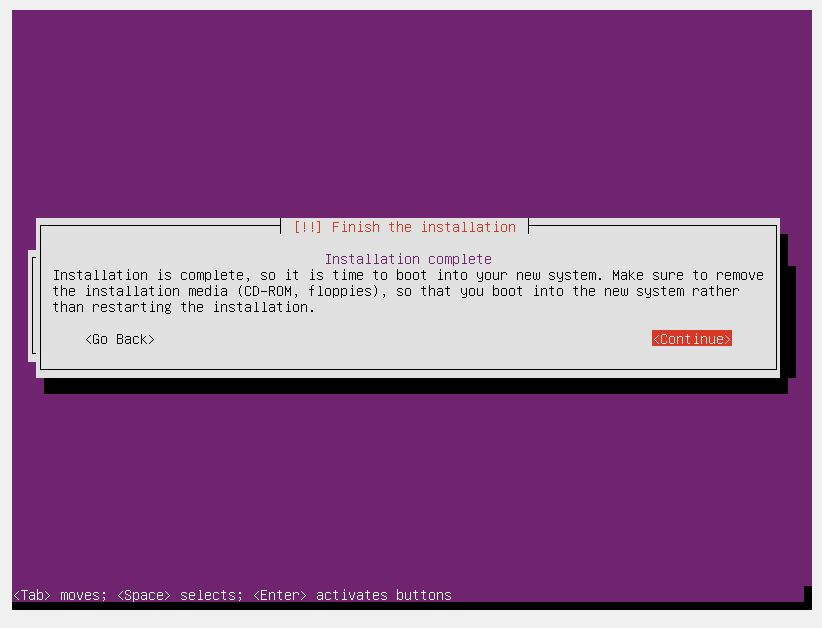 [!!] Finish the installation
Installation complete
Installation is complete, so it is time to boot into your new system. Make sure to remove
the installation media (CD-ROM, floppies), so that you boot into the new system rather
than restarting the installation.
<Go Back> <Continue>
<Tab> moves; <Space> selects; <Enter> activates buttons